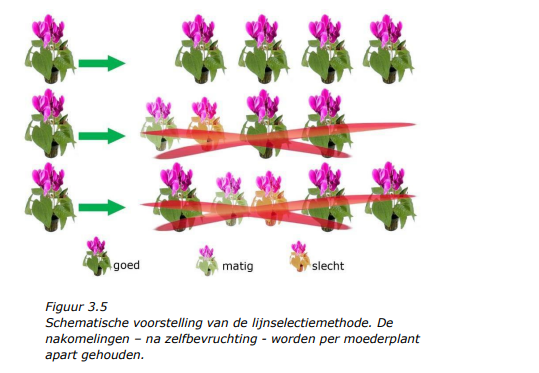 goed
matig
slecht
Figuur 3.5
Schematische voorstelling van de lijnselectiemethode. De
nakomelingen – na zelfbevruchting - worden per moederplant
apart gehouden.